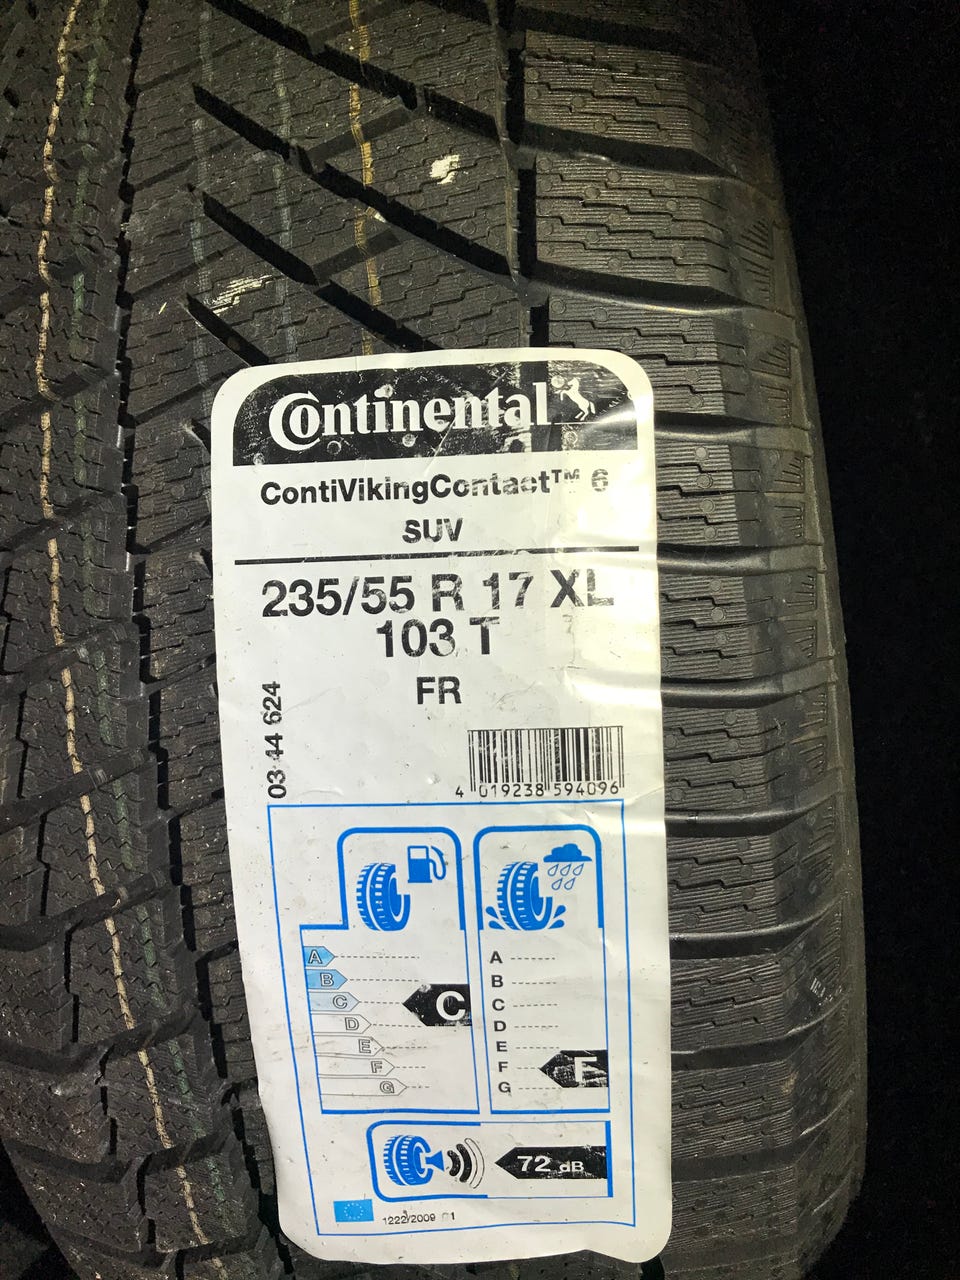 Continental
ContiVikingContact™ 6
SUV
235/55 R 17 XL
103 T
FR
03 44 624
4 019238 594096
A
B
C
D
E
F
G
C
A
B
C
D
E
F
G
F
72 dB
1222/2009